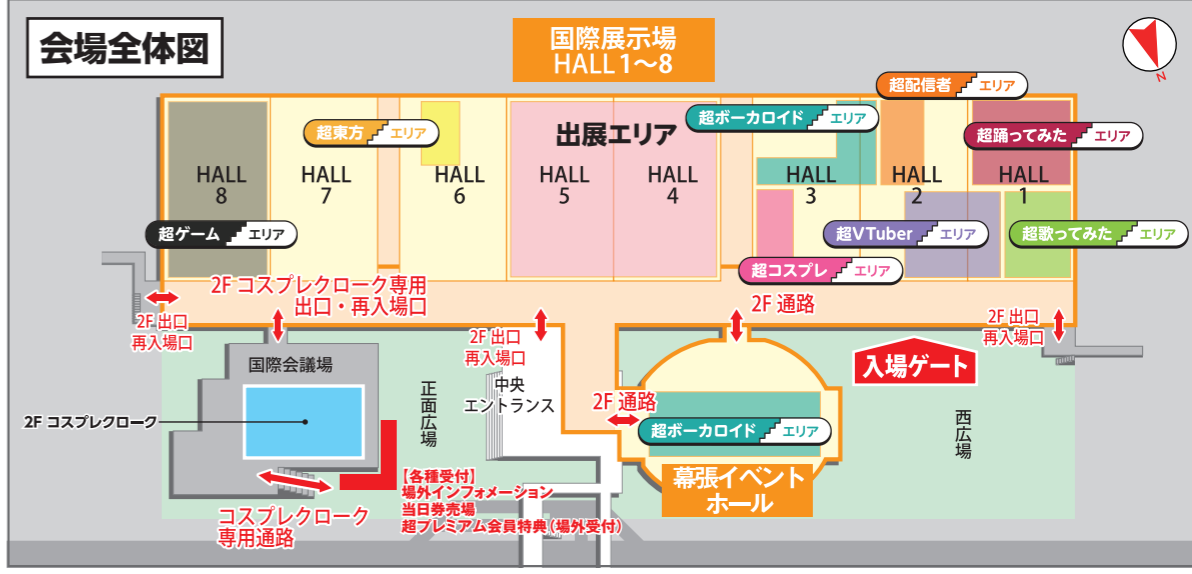 会場全体図
国際展示場
HALL 1〜8
N
超配信者 エリア
超東方 エリア
出展エリア
超ボーカロイド エリア
超踊ってみた エリア
HALL
8
HALL
7
HALL
6
HALL
5
HALL
4
HALL
3
HALL
2
HALL
1
超ゲーム エリア
超VTuber エリア
超歌ってみた エリア
超コスプレ エリア
2F コスプレクローク専用
出口・再入場口
2F 通路
2F 出口
再入場口
2F 出口
再入場口
2F 出口
再入場口
国際会議場
入場ゲート
中央
エントランス
正面広場
2F 通路
西広場
2F コスプレクローク
超ボーカロイド エリア
幕張イベント
ホール
【各種受付】
場外インフォメーション
当日券売場
超プレミアム会員特典（場外受付）
コスプレクローク
専用通路